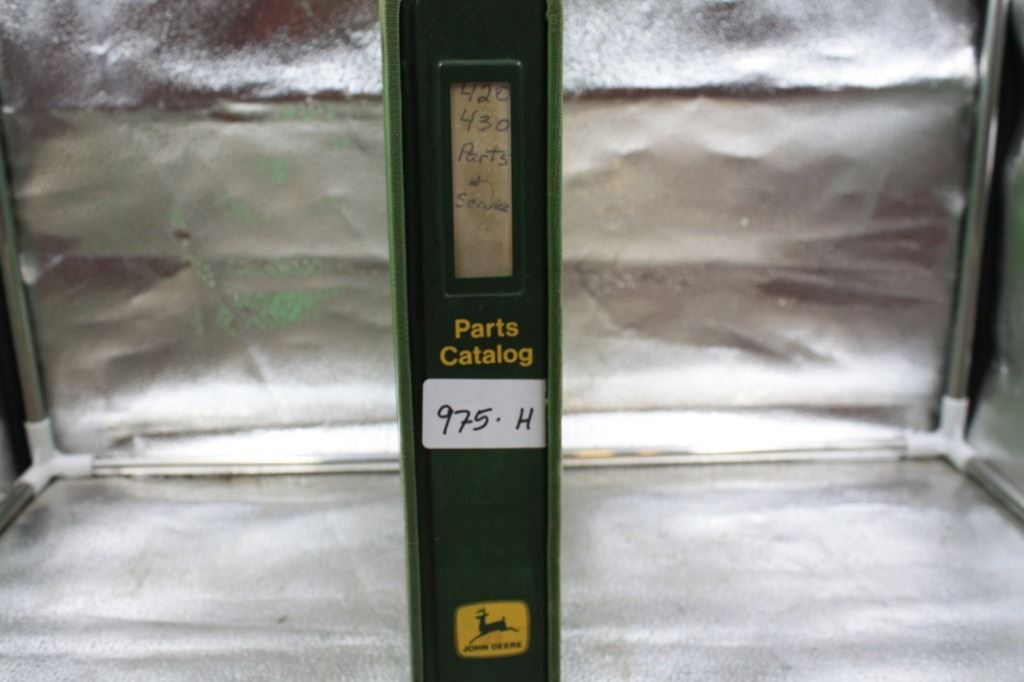 420
430
Parts
&
Service
Parts
Catalog
975. H
JOHN DEERE